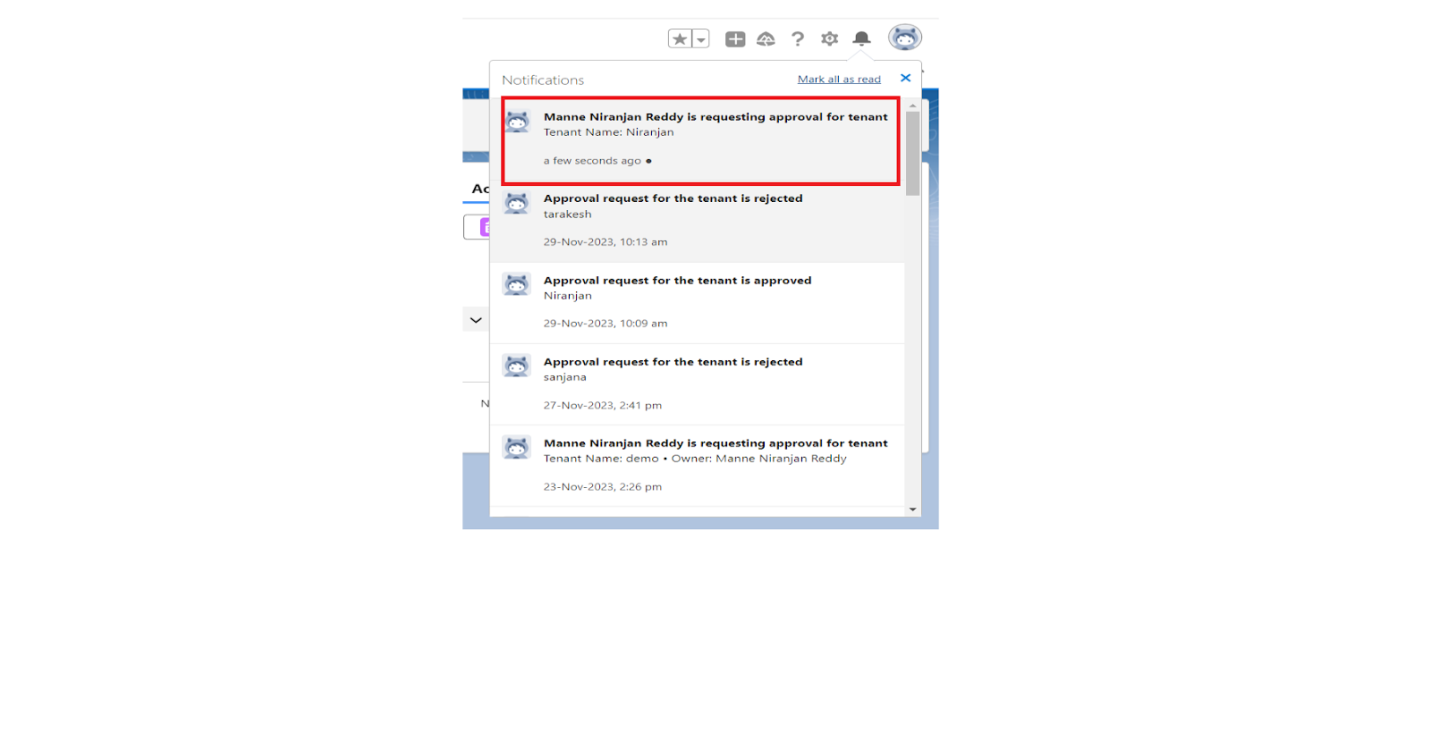 Notifications
Mark all as read
Manne Niranjan Reddy is requesting approval for tenant
Tenant Name: Niranjan
a few seconds ago •
Ac
Approval request for the tenant is rejected
tarakesh
29-Nov-2023, 10:13 am
Approval request for the tenant is approved
Niranjan
29-Nov-2023, 10:09 am
Approval request for the tenant is rejected
sanjana
N
27-Nov-2023, 2:41 pm
Manne Niranjan Reddy is requesting approval for tenant
Tenant Name: demo • Owner: Manne Niranjan Reddy
23-Nov-2023, 2:26 pm